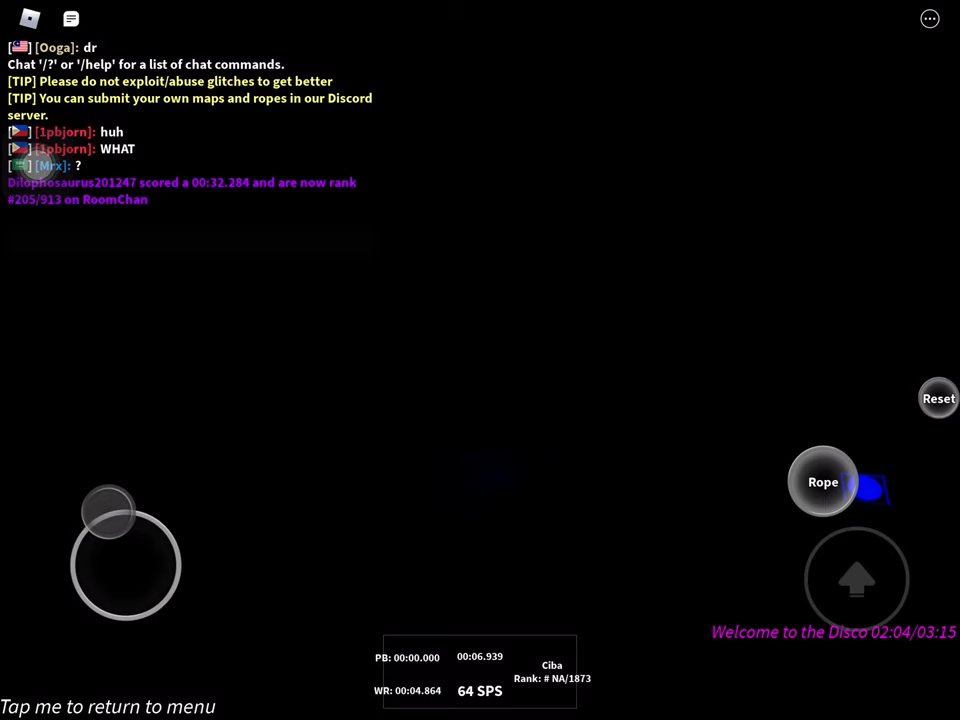 [Ooga]: dr
Chat '/?' or '/help' for a list of chat commands.
[TIP] Please do not exploit/abuse glitches to get better
[TIP] You can submit your own maps and ropes in our Discord
server.
[1pbjorn]: huh
[1pbjorn]: WHAT
[Mrx]: ?
Dilophosaurus201247 scored a 00:32.284 and are now rank
#205/913 on RoomChan
Reset
Rope
Welcome to the Disco 02:04/03:15
PB: 00:00.000
00:06.939
Ciba
Rank: # NA/1873
WR: 00:04.864
64 SPS
Tap me to return to menu